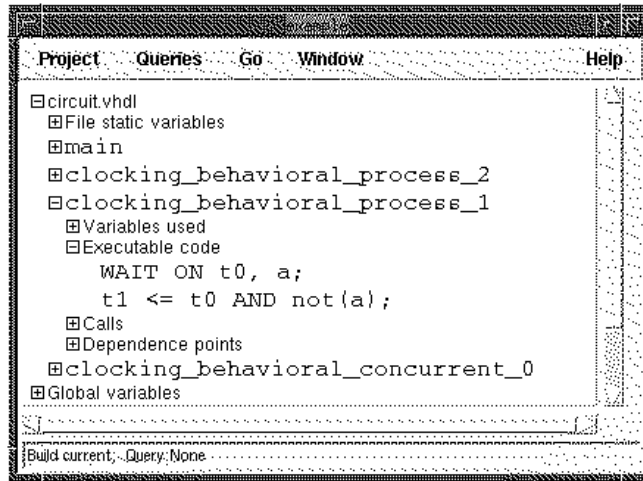 example
Project Queries Go Window Help
circuit.vhdl
File static variables
main
clocking_behavioral_process_2
clocking_behavioral_process_1
Variables used
Executable code
WAIT ON t0, a;
t1 <= t0 AND not(a);
Calls
Dependence points
clocking_behavioral_concurrent_0
Global variables
Build current; Query:None